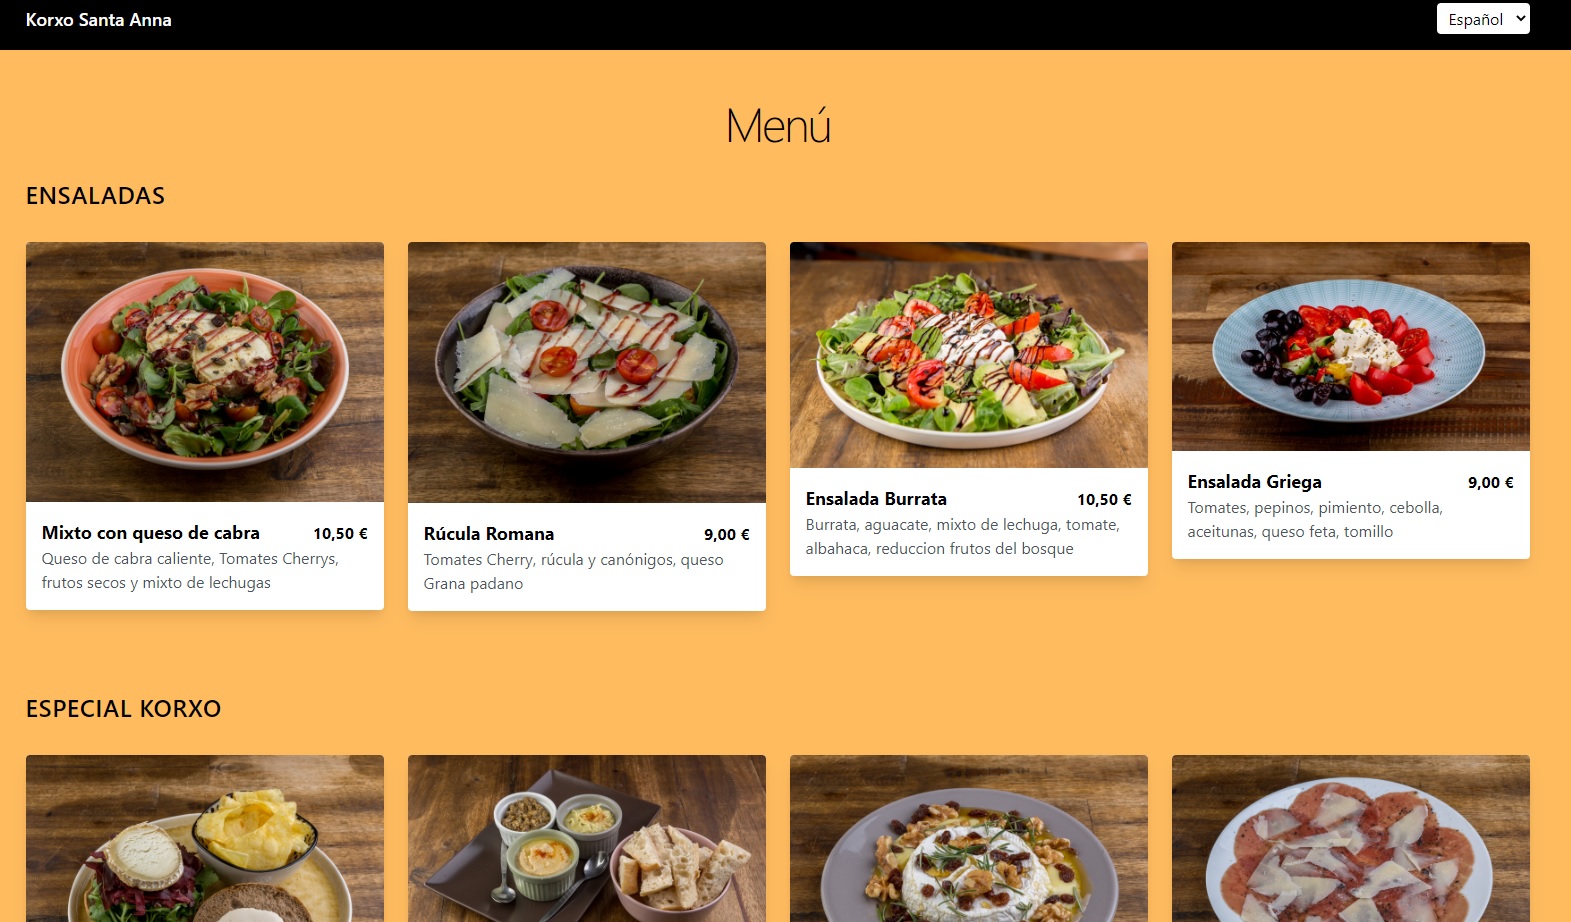 Korxo Santa Anna
Español
Menú
ENSALADAS
Mixto con queso de cabra 10,50 €
Queso de cabra caliente, Tomates Cherrys,
frutos secos y mixto de lechugas
Rúcula Romana 9,00 €
Tomates Cherry, rúcula y canónigos, queso
Grana padano
Ensalada Burrata 10,50 €
Burrata, aguacate, mixto de lechuga, tomate,
albahaca, reduccion frutos del bosque
Ensalada Griega 9,00 €
Tomates, pepinos, pimiento, cebolla,
aceitunas, queso feta, tomillo
ESPECIAL KORXO